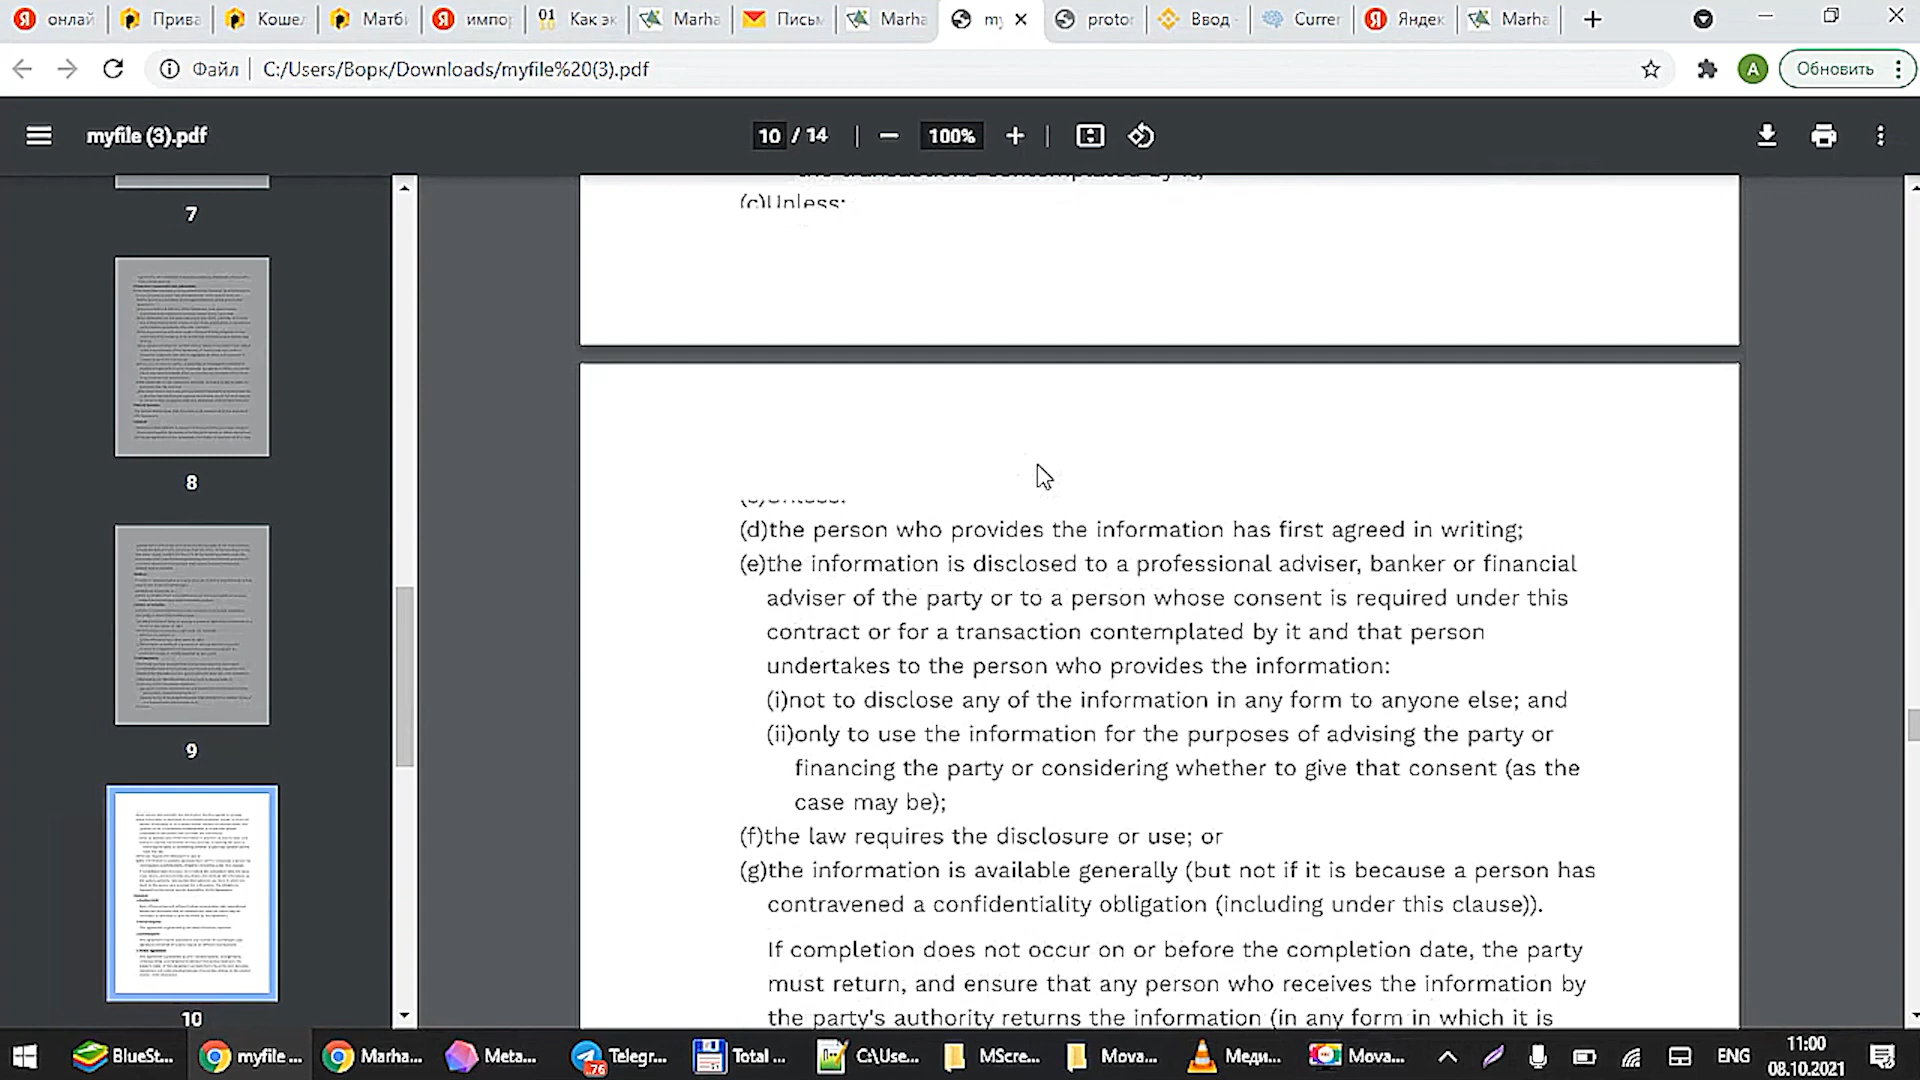 онлай
Прива
Кошел
Матби
импор
01
10
Как эк
Marha
Письм
Marha
my
protor
Ввод
Currer
Яндек
Marha
Файл
C:/Users/Ворк/Downloads/myfile%20(3).pdf
A
Обновить
myfile (3).pdf
10 / 14
100%
7
8
9
10
(c)Unless:
(d)the person who provides the information has first agreed in writing;
(e)the information is disclosed to a professional adviser, banker or financial
adviser of the party or to a person whose consent is required under this
contract or for a transaction contemplated by it and that person
undertakes to the person who provides the information:
(i)not to disclose any of the information in any form to anyone else; and
(ii)only to use the information for the purposes of advising the party or
financing the party or considering whether to give that consent (as the
case may be);
(f)the law requires the disclosure or use; or
(g)the information is available generally (but not if it is because a person has
contravened a confidentiality obligation (including under this clause)).
If completion does not occur on or before the completion date, the party
must return, and ensure that any person who receives the information by
the party's authority returns the information (in any form in which it is
BlueSt...
myfile ...
Marha...
Meta...
Telegr...
76
Total ...
C:\Use...
MScre...
Mova...
Меди...
Mova...
ENG
11:00
08.10.2021